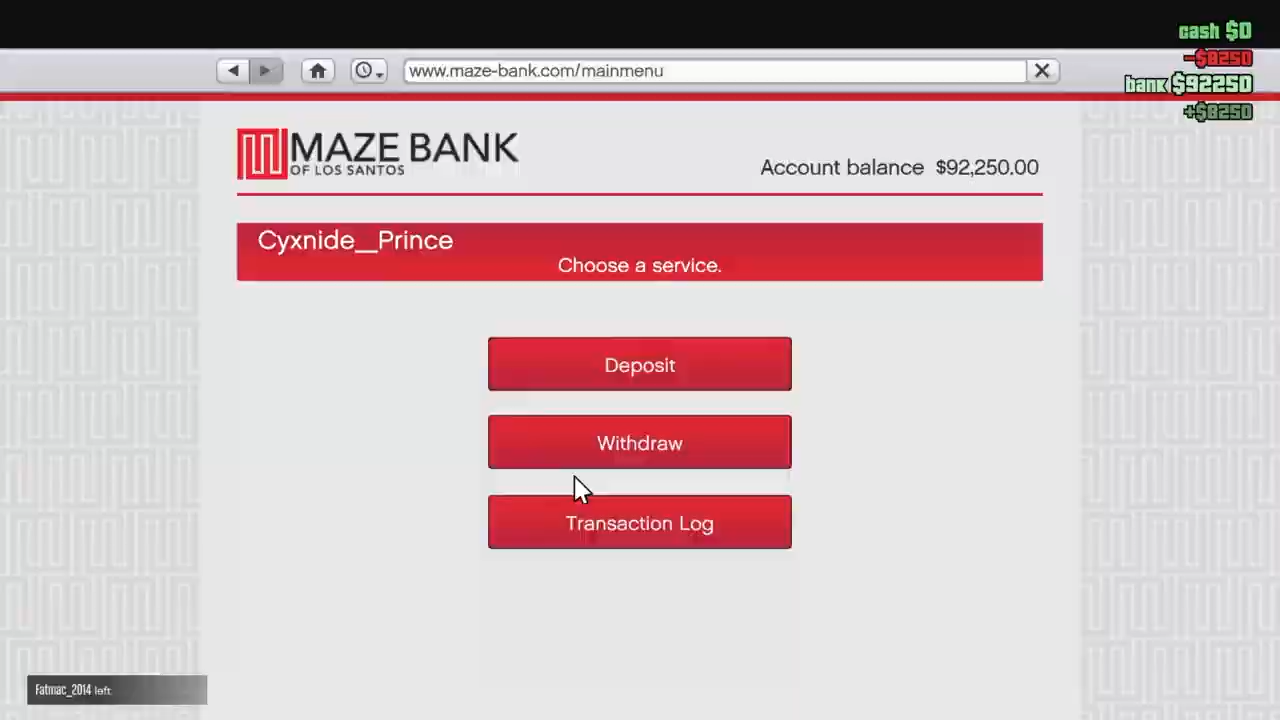 cash $0
-$8250
bank $92250
+$8250
www.maze-bank.com/mainmenu
MAZE BANK
OF LOS SANTOS
Account balance $92,250.00
Cyxnide__Prince
Choose a service.
Deposit
Withdraw
Transaction Log
Fatmac_2014 left